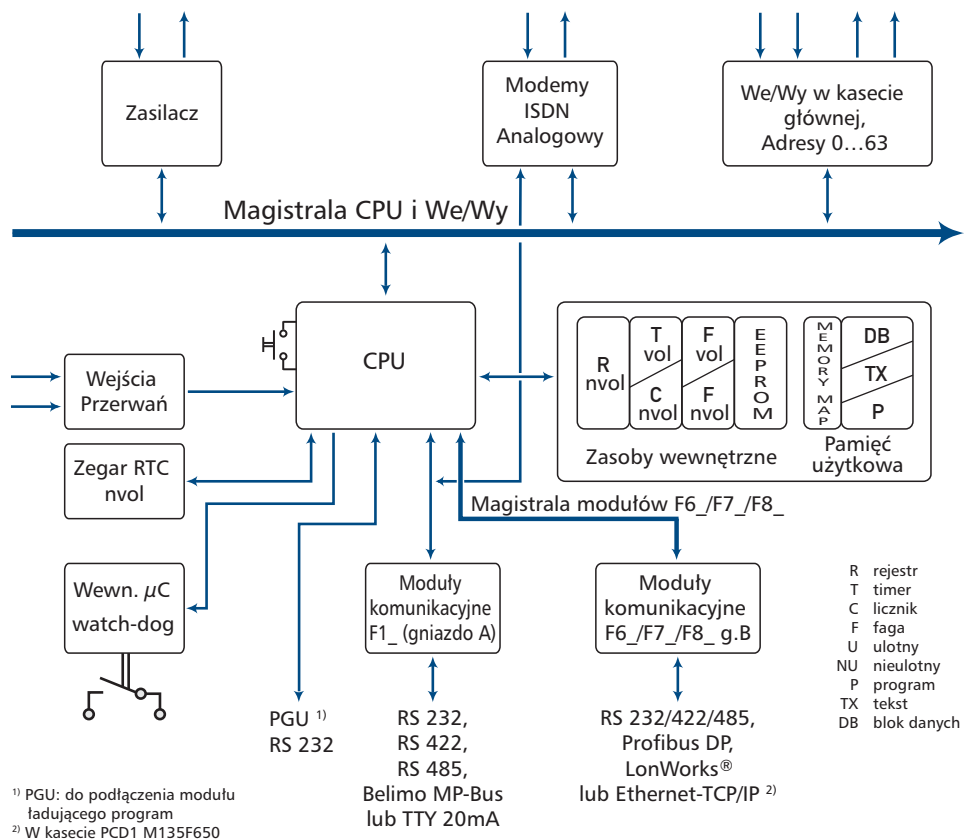 Zasilacz
Modemy
ISDN
Analogowy
We/Wy w kasecie
głównej,
Adresy 0...63
Magistrala CPU i We/Wy
CPU
Wejścia
Przerwań
Zegar RTC
nvol
Wewn. µC
watch-dog
R
nvol
T
vol
C
nvol
F
vol
F
nvol
EEPROM
MEMORY MAP
DB
TX
P
Zasoby wewnętrzne
Pamięć
użytkowa
Magistrala modułów F6_/F7_/F8_
Moduły
komunikacyjne
F1_ (gniazdo A)
Moduły
komunikacyjne
F6_/F7_/F8_ g.B
R rejestr
T timer
C licznik
F faga
U ulotny
NU nieulotny
P program
TX tekst
DB blok danych
PGU 1)
RS 232
RS 232,
RS 422,
RS 485,
Belimo MP-Bus
lub TTY 20mA
RS 232/422/485,
Profibus DP,
LonWorks®
lub Ethernet-TCP/IP 2)
1) PGU: do podłączenia modułu
ładującego program
2) W kasecie PCD1 M135F650